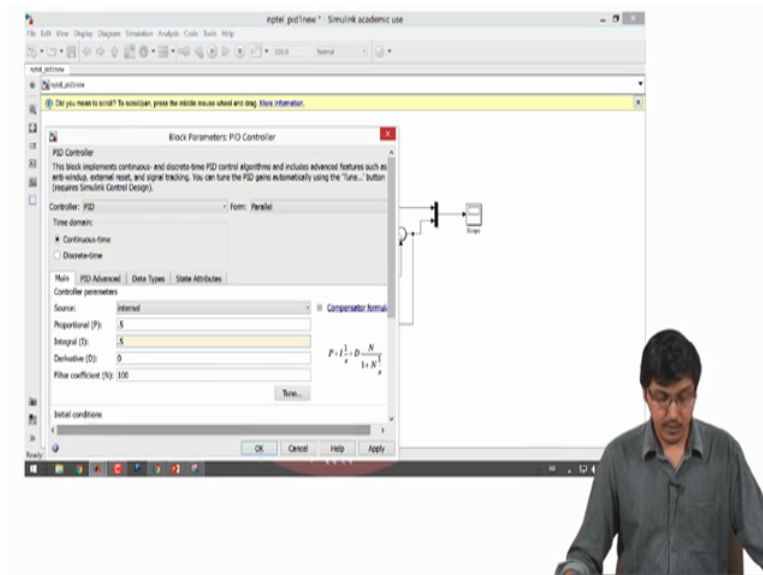 nptel_pid1new * - Simulink academic use
File Edit View Display Diagram Simulation Analysis Code Tools Help
100.0 Normal
nptel_pid1new
nptel_pid1new
Did you mean to scroll? To scroll/pan, press the middle mouse wheel and drag. More information.
Block Parameters: PID Controller
PID Controller
This block implements continuous- and discrete-time PID control algorithms and includes advanced features such as
anti-windup, external reset, and signal tracking. You can tune the PID gains automatically using the 'Tune...' button
(requires Simulink Control Design).
Controller: PID Form: Parallel
Time domain:
Continuous-time
Discrete-time
Main PID Advanced Data Types State Attributes
Controller parameters
Source: internal Compensator formula
Proportional (P): .5
Integral (I): .5
Derivative (D): 0
Filter coefficient (N): 100
P+I 1/s +D N/(1+N 1/s)
Tune...
Initial conditions
OK Cancel Help Apply
Scope
Ready